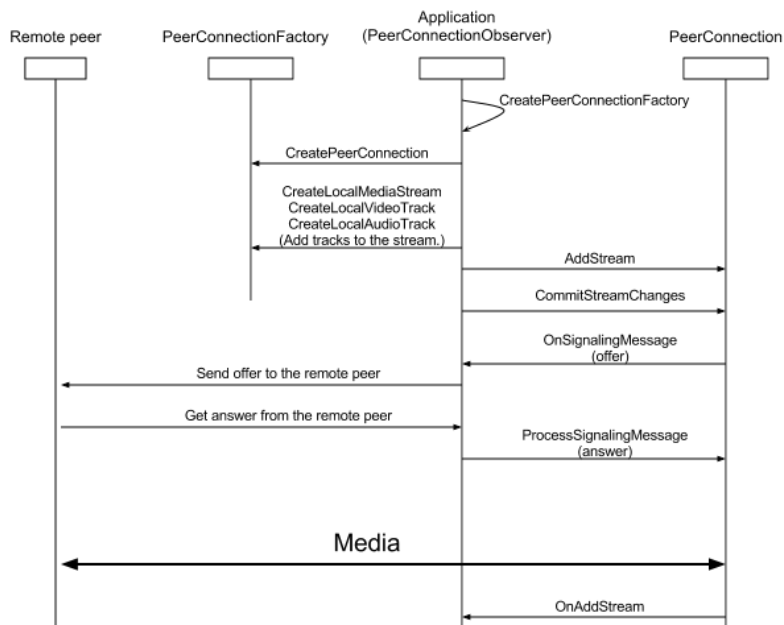 Application
Remote peer PeerConnectionFactory (PeerConnectionObserver) PeerConnection
CreatePeerConnectionFactory
CreatePeerConnection
CreateLocalMediaStream
CreateLocalVideoTrack
CreateLocalAudioTrack
(Add tracks to the stream.)
AddStream
CommitStreamChanges
OnSignalingMessage
(offer)
Send offer to the remote peer
Get answer from the remote peer
ProcessSignalingMessage
(answer)
Media
OnAddStream